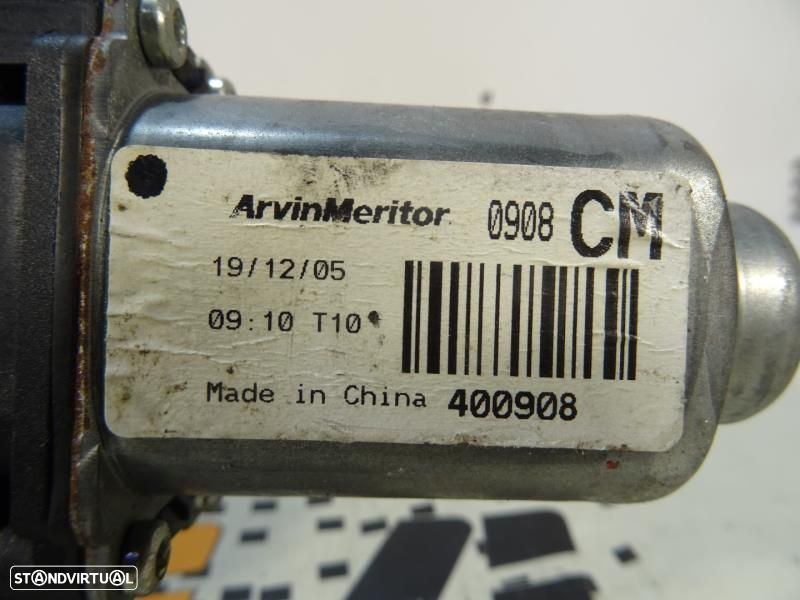 ArvinMeritor 0908 CM
19/12/05
09:10 T10
Made in China 400908
STANDVIRTUAL